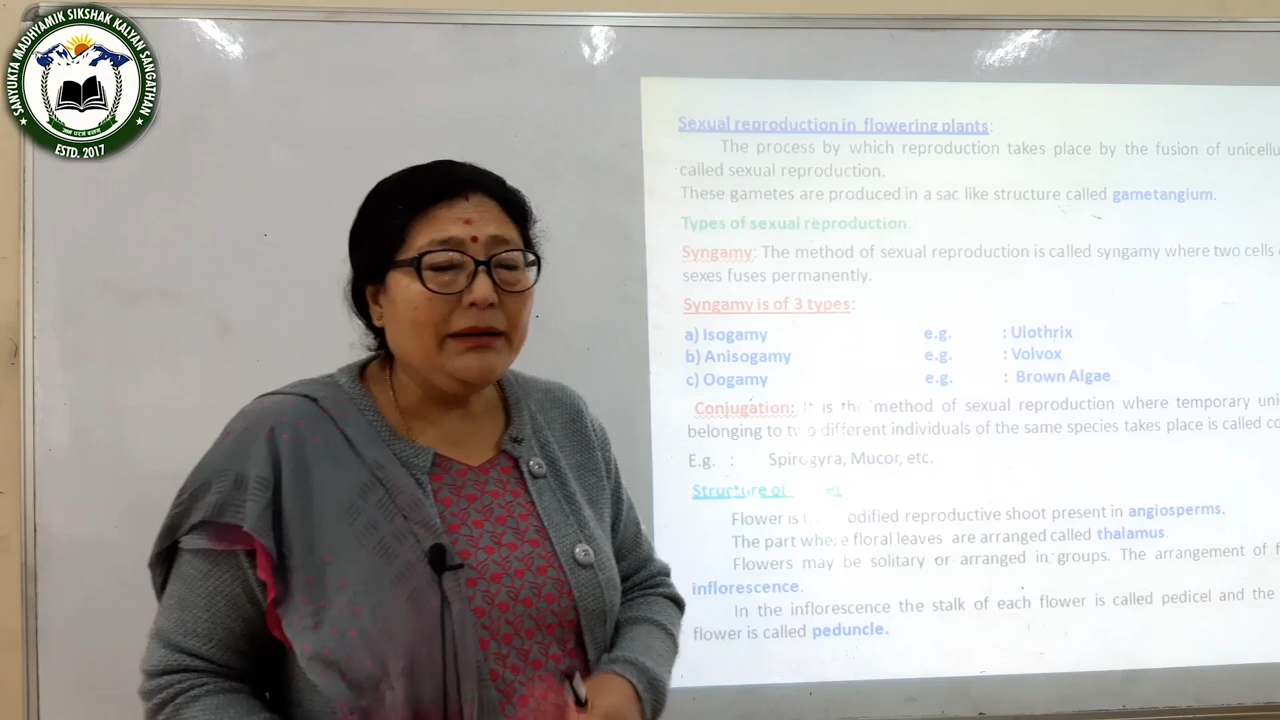 SANYUKTA MADHYAMIK SIKSHAK KALYAN SANGATHAN
ESTD. 2017
Sexual reproduction in flowering plants:
The process by which reproduction takes place by the fusion of
called sexual reproduction.
These gametes are produced in a sac like structure called gametangium.
Types of sexual reproduction:
Syngamy: The method of sexual reproduction is called syngamy where two cells
sexes fuses permanently.
Syngamy is of 3 types:
a) Isogamy e.g. : Ulothrix
b) Anisogamy e.g. : Volvox
c) Oogamy e.g. : Brown Algae
Conjugation: It is the method of sexual reproduction where temporary
belonging to two different individuals of the same species takes place is called
E.g. : Spirogyra, Mucor, etc.
Structure of
Flower is odified reproductive shoot present in angiosperms.
The part where floral leaves are arranged called thalamus.
Flowers may be solitary or arranged in groups. The arrangement of
inflorescence.
In the inflorescence the stalk of each flower is called pedicel and the
flower is called peduncle.